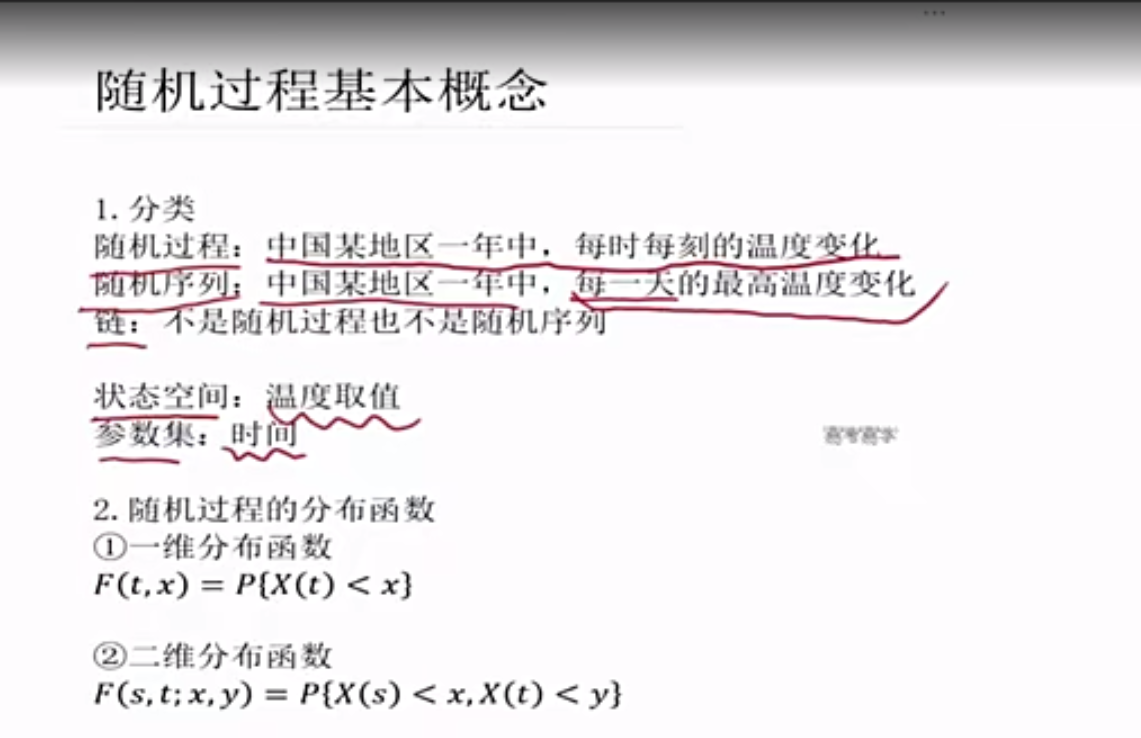 随机过程基本概念
1. 分类
随机过程：中国某地区一年中，每时每刻的温度变化
随机序列：中国某地区一年中，每一天的最高温度变化
链：不是随机过程也不是随机序列
状态空间：温度取值
参数集：时间
2. 随机过程的分布函数
①一维分布函数
F(t,x) = P{X(t) < x}
②二维分布函数
F(s,t;x,y) = P{X(s) < x,X(t) < y}